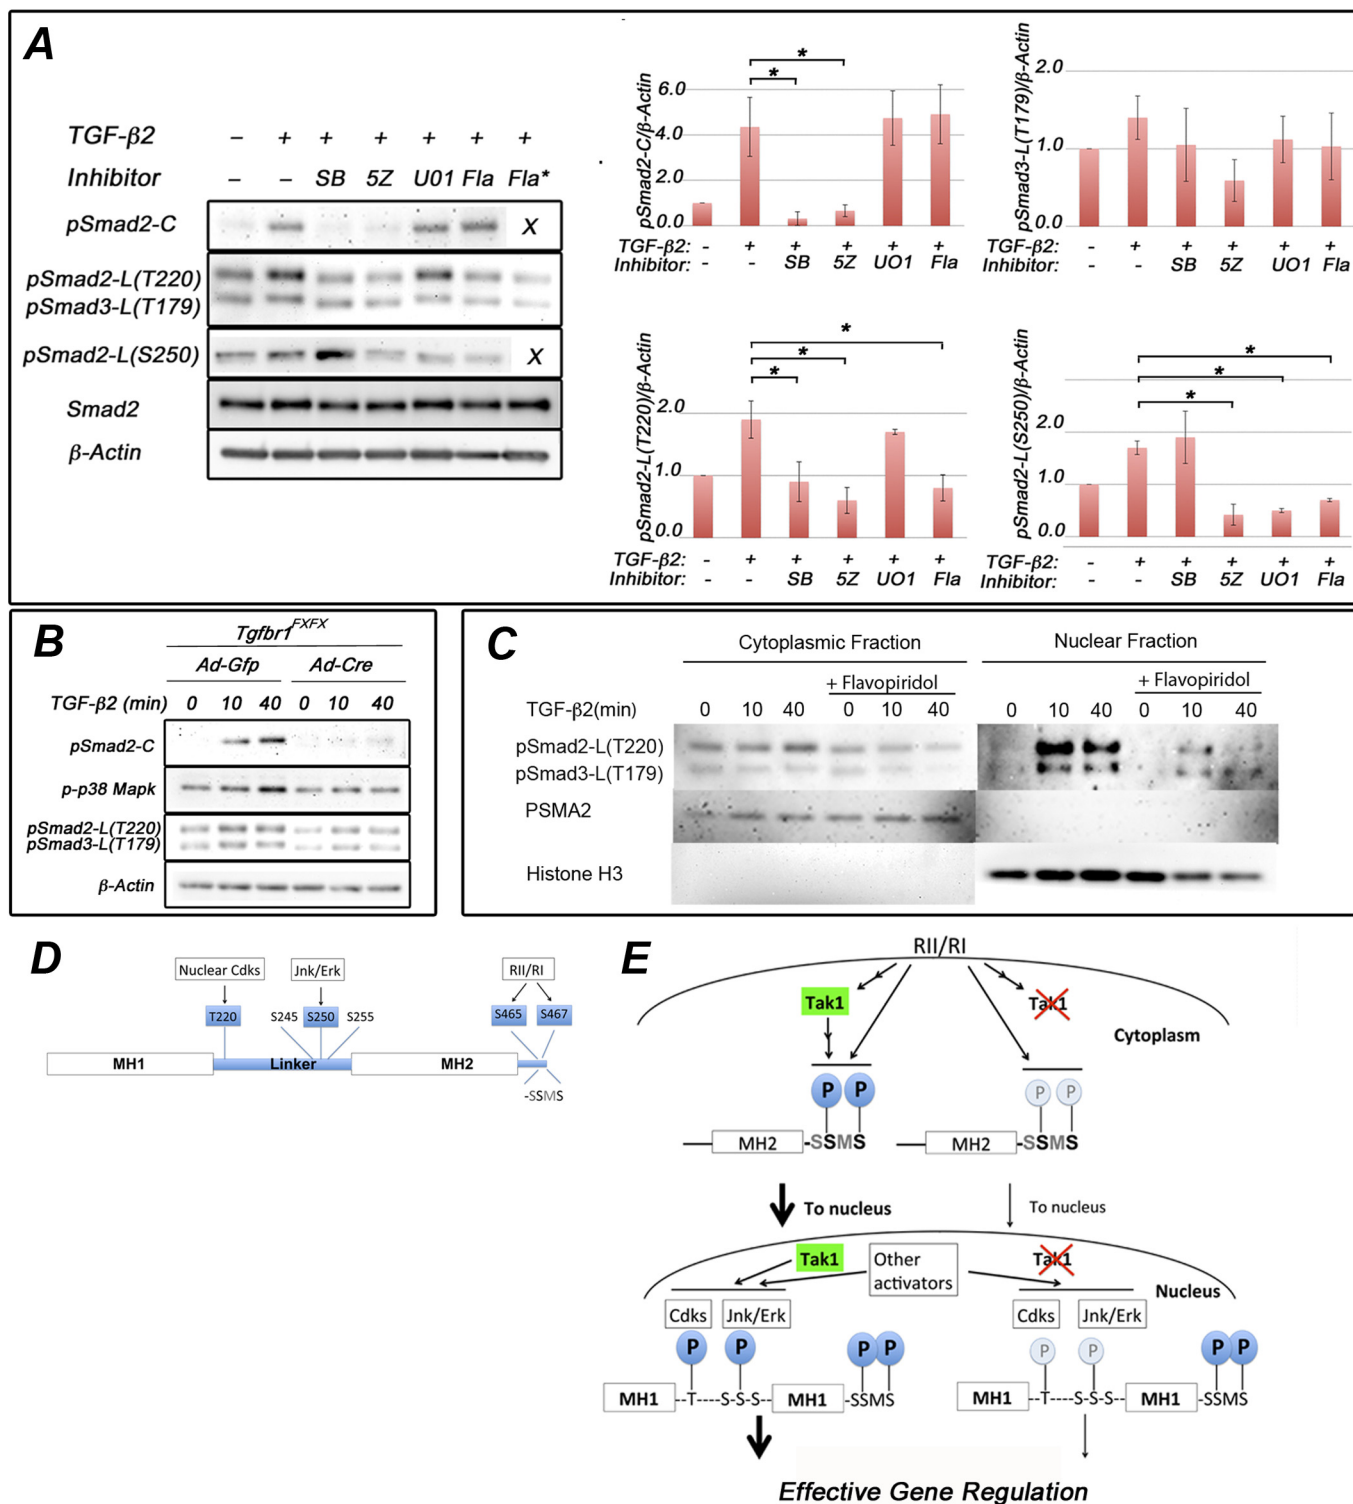 A
TGF-β2 – + + + + + +
Inhibitor – – SB 5Z U01 Fla Fla*
pSmad2-C X
pSmad2-L(T220)
pSmad3-L(T179)
pSmad2-L(S250) X
Smad2
β-Actin
pSmad2-C/β-Actin
6.0
4.0
2.0
0.0
*
*
TGF-β2: - + + + + +
Inhibitor: - - SB 5Z UO1 Fla
pSmad3-L(T179)/β-Actin
2.0
1.0
0.0
TGF-β2: - + + + + +
Inhibitor: - - SB 5Z UO1 Fla
pSmad2-L(T220)/β-Actin
2.0
1.0
0.0
*
*
*
TGF-β2: - + + + + +
Inhibitor: - - SB 5Z UO1 Fla
pSmad2-L(S250)/β-Actin
2.0
1.0
0.0
*
*
*
TGF-β2: - + + + + +
Inhibitor: - - SB 5Z UO1 Fla
B
Tgfbr1FXFX
Ad-Gfp Ad-Cre
TGF-β2 (min) 0 10 40 0 10 40
pSmad2-C
p-p38 Mapk
pSmad2-L(T220)
pSmad3-L(T179)
β-Actin
C
Cytoplasmic Fraction Nuclear Fraction
+ Flavopiridol + Flavopiridol
TGF-β2(min) 0 10 40 0 10 40 0 10 40 0 10 40
pSmad2-L(T220)
pSmad3-L(T179)
PSMA2
Histone H3
D
Nuclear Cdks Jnk/Erk RII/RI
T220 S245 S250 S255 S465 S467
MH1 Linker MH2
-SSMS
E
RII/RI
Tak1 Tak1
Cytoplasm
P P P P
MH2 -SSMS MH2 -SSMS
To nucleus To nucleus
Tak1 Other activators Tak1
Nucleus
Cdks Jnk/Erk Cdks Jnk/Erk
P P P P P P P P
MH1 --T----S-S-S-- MH1 -SSMS MH1 --T----S-S-S-- MH1 -SSMS
Effective Gene Regulation